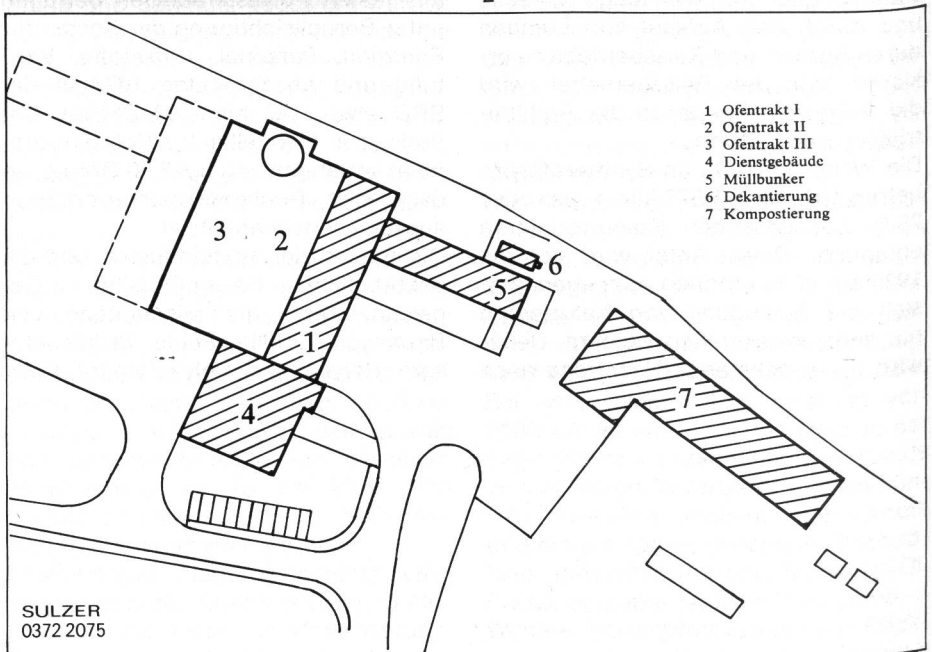 1 Ofentrakt I
2 Ofentrakt II
3 Ofentrakt III
4 Dienstgebäude
5 Müllbunker
6 Dekantierung
7 Kompostierung
3
2
6
5
1
7
4
SULZER
0372 2075